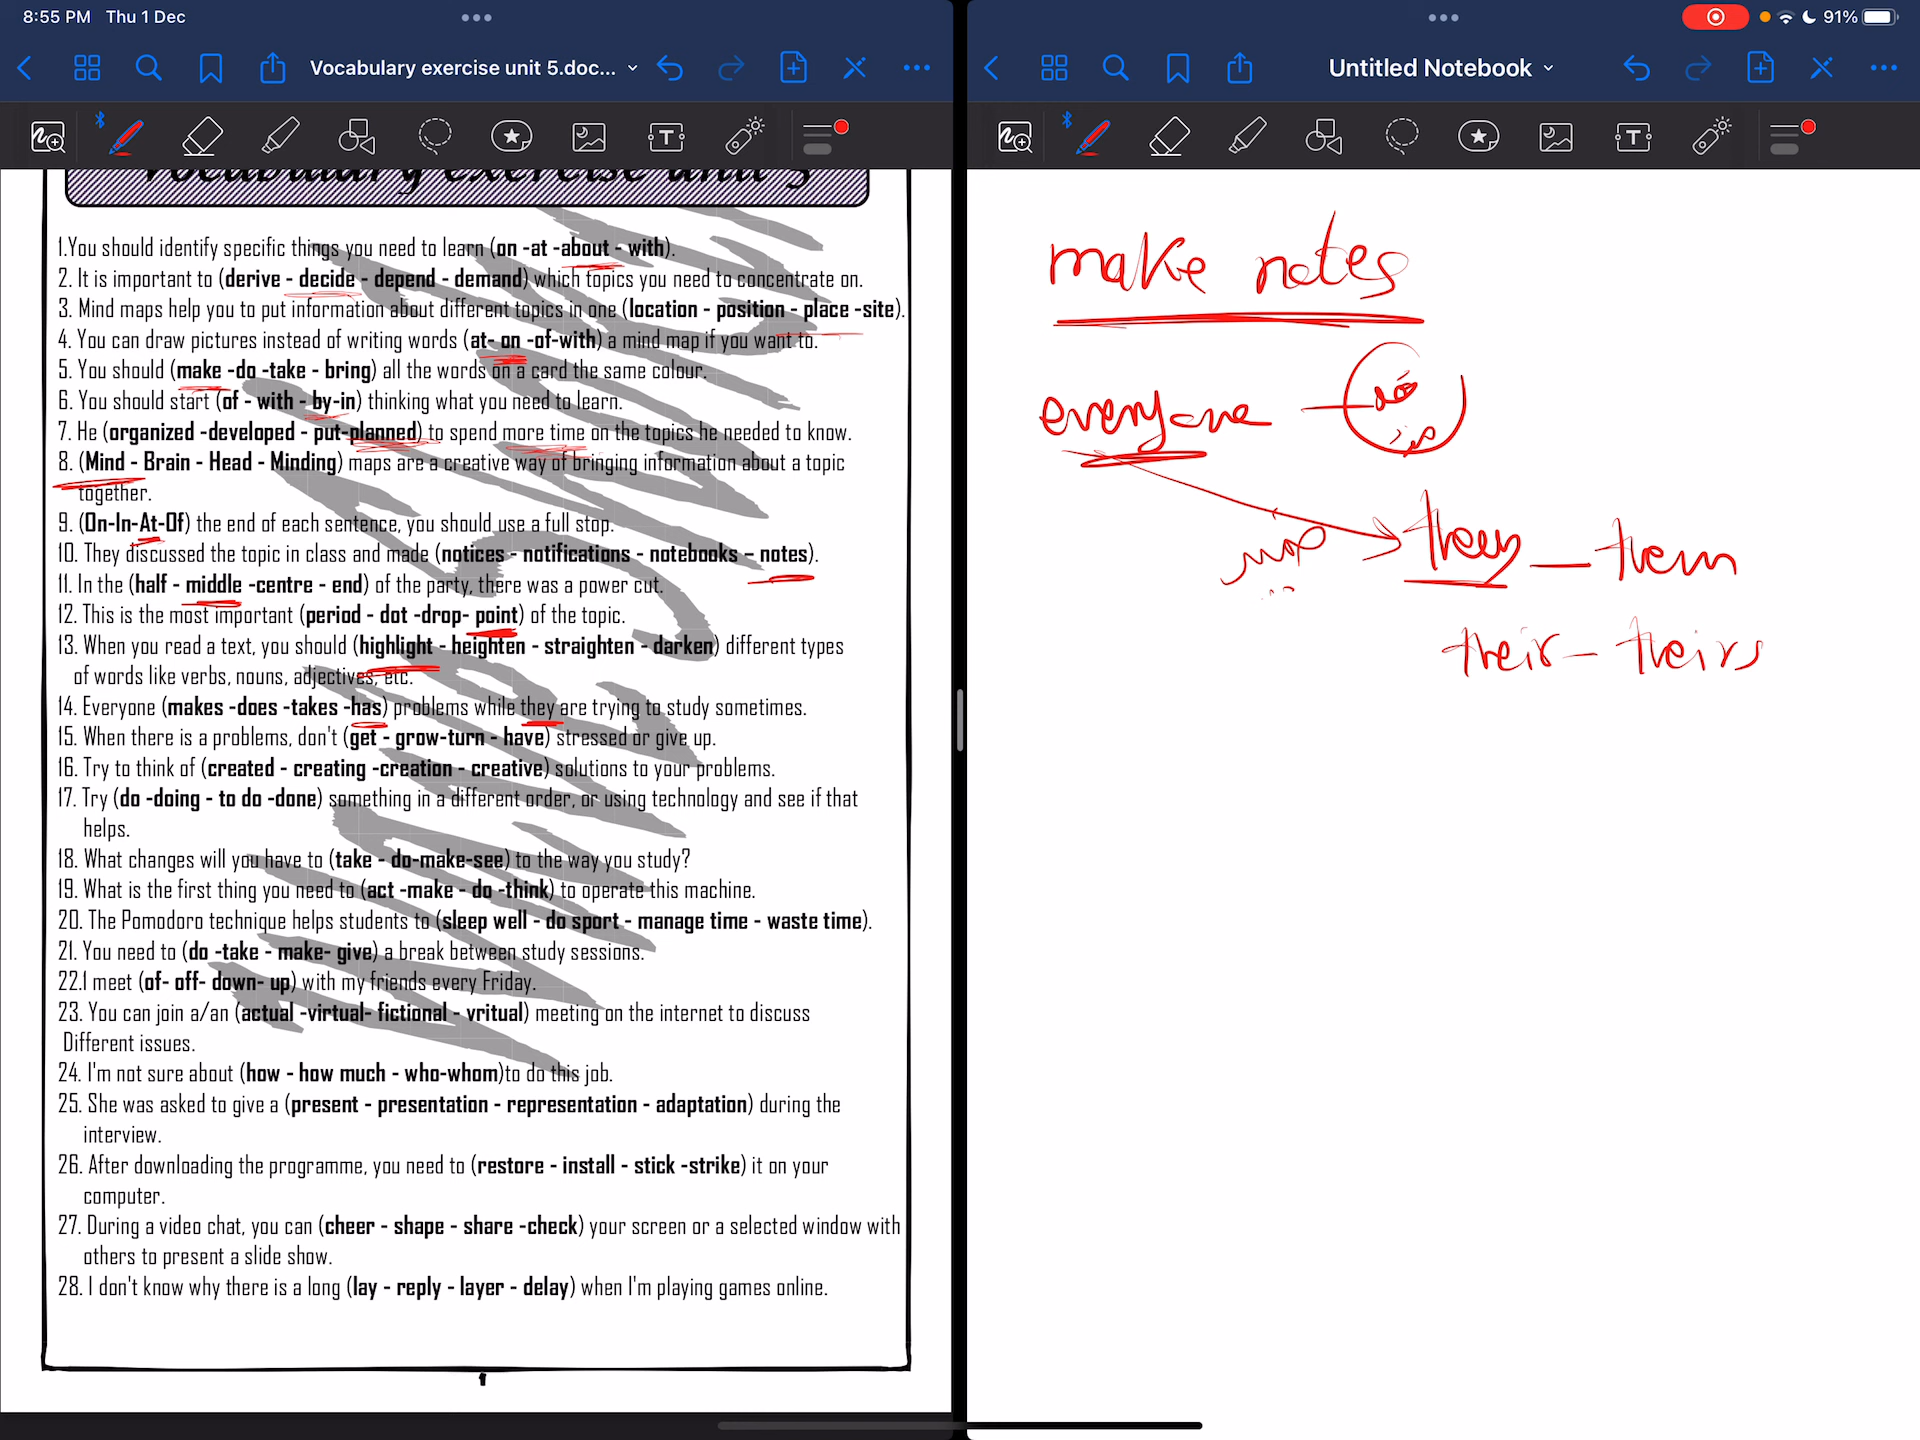 8:55 PM Thu 1 Dec
91%
Vocabulary exercise unit 5.doc...
Untitled Notebook
Vocabulary exercise unit 5
1.You should identify specific things you need to learn (on -at -about - with).
2. It is important to (derive - decide - depend - demand) which topics you need to concentrate on.
3. Mind maps help you to put information about different topics in one (location - position - place -site).
4. You can draw pictures instead of writing words (at- on -of-with) a mind map if you want to.
5. You should (make -do -take - bring) all the words on a card the same colour.
6. You should start (of - with - by-in) thinking what you need to learn.
7. He (organized -developed - put-planned) to spend more time on the topics he needed to know.
8. (Mind - Brain - Head - Minding) maps are a creative way of bringing information about a topic
together.
9. (On-In-At-Of) the end of each sentence, you should use a full stop.
10. They discussed the topic in class and made (notices - notifications - notebooks – notes).
11. In the (half - middle -centre - end) of the party, there was a power cut.
12. This is the most important (period - dot -drop- point) of the topic.
13. When you read a text, you should (highlight - heighten - straighten - darken) different types
of words like verbs, nouns, adjectives, etc.
14. Everyone (makes -does -takes -has) problems while they are trying to study sometimes.
15. When there is a problems, don't (get - grow-turn - have) stressed or give up.
16. Try to think of (created - creating -creation - creative) solutions to your problems.
17. Try (do -doing - to do -done) something in a different order, or using technology and see if that
helps.
18. What changes will you have to (take - do-make-see) to the way you study?
19. What is the first thing you need to (act -make - do -think) to operate this machine.
20. The Pomodoro technique helps students to (sleep well - do sport - manage time - waste time).
21. You need to (do -take - make- give) a break between study sessions.
22.I meet (of- off- down- up) with my friends every Friday.
23. You can join a/an (actual -virtual- fictional - vritual) meeting on the internet to discuss
Different issues.
24. I'm not sure about (how - how much - who-whom)to do this job.
25. She was asked to give a (present - presentation - representation - adaptation) during the
interview.
26. After downloading the programme, you need to (restore - install - stick -strike) it on your
computer.
27. During a video chat, you can (cheer - shape - share -check) your screen or a selected window with
others to present a slide show.
28. I don't know why there is a long (lay - reply - layer - delay) when I'm playing games online.
1
make notes
everyone
they – them
their – theirs